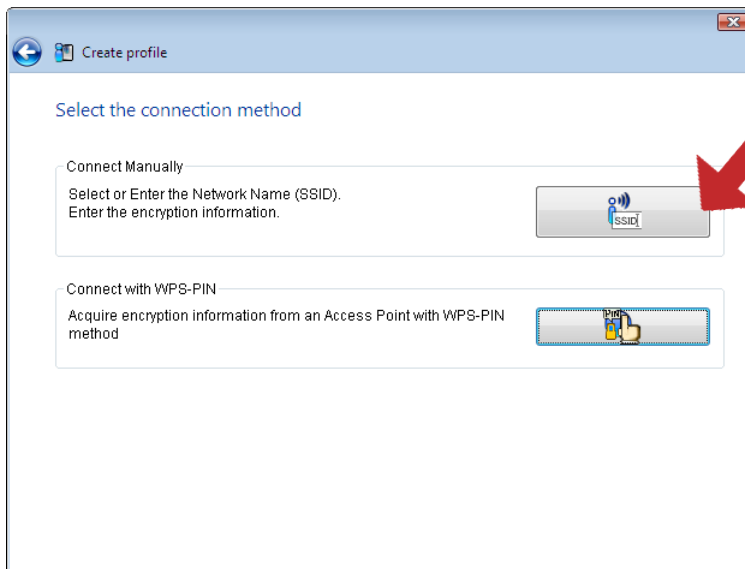 Create profile
Select the connection method
Connect Manually
Select or Enter the Network Name (SSID).
Enter the encryption information.
SSID
Connect with WPS-PIN
Acquire encryption information from an Access Point with WPS-PIN
method
PIN